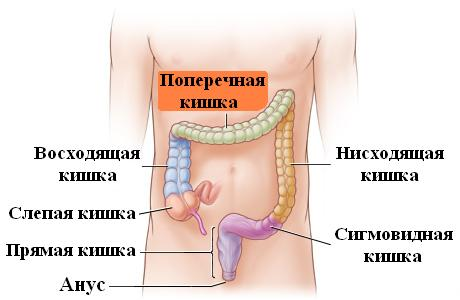 Поперечная
кишка
Восходящая
кишка
Нисходящая
кишка
Слепая кишка
Прямая кишка
Сигмовидная
кишка
Анус